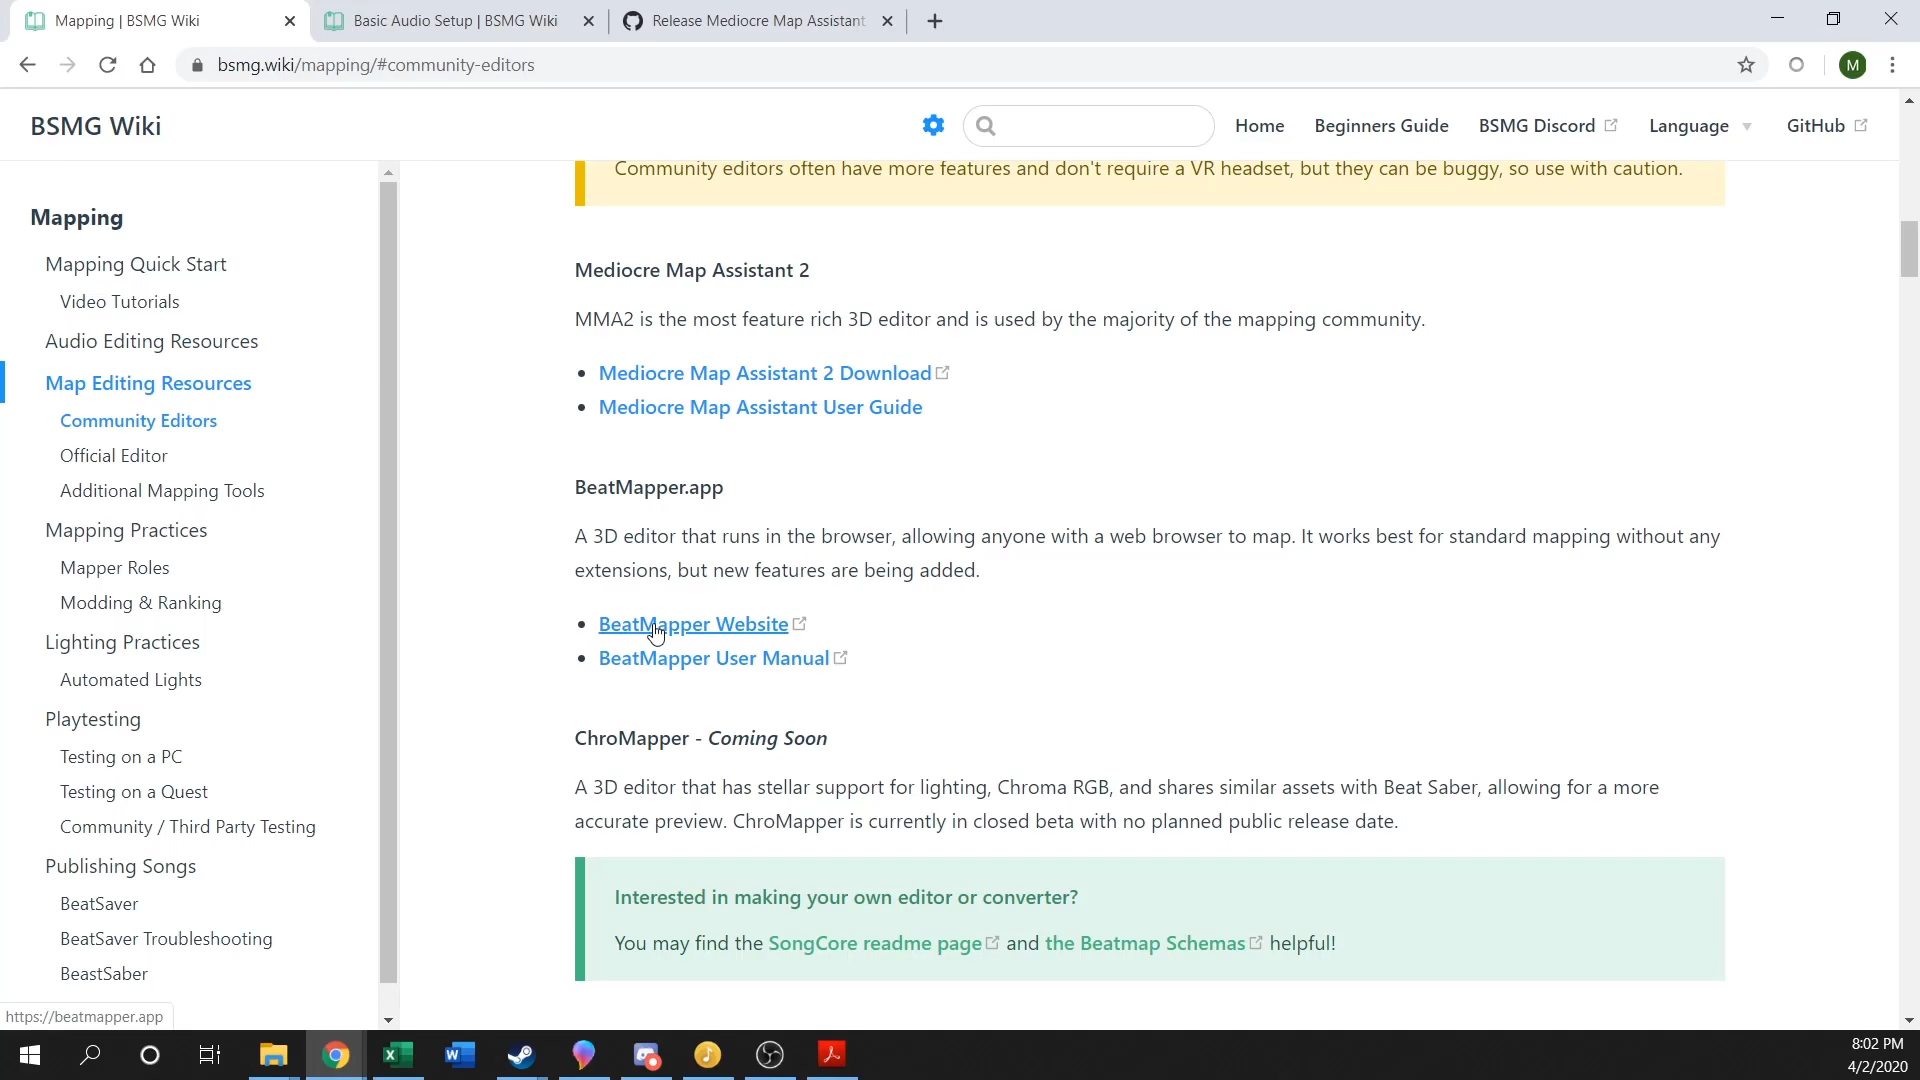 Mapping | BSMG Wiki
Basic Audio Setup | BSMG Wiki
Release Mediocre Map Assistant
bsmg.wiki/mapping/#community-editors
M
BSMG Wiki
Home
Beginners Guide
BSMG Discord
Language
GitHub
Mapping
Mapping Quick Start
Video Tutorials
Audio Editing Resources
Map Editing Resources
Community Editors
Official Editor
Additional Mapping Tools
Mapping Practices
Mapper Roles
Modding & Ranking
Lighting Practices
Automated Lights
Playtesting
Testing on a PC
Testing on a Quest
Community / Third Party Testing
Publishing Songs
BeatSaver
BeatSaver Troubleshooting
BeastSaber
Community editors often have more features and don't require a VR headset, but they can be buggy, so use with caution.
Mediocre Map Assistant 2
MMA2 is the most feature rich 3D editor and is used by the majority of the mapping community.
• Mediocre Map Assistant 2 Download
• Mediocre Map Assistant User Guide
BeatMapper.app
A 3D editor that runs in the browser, allowing anyone with a web browser to map. It works best for standard mapping without any
extensions, but new features are being added.
• BeatMapper Website
• BeatMapper User Manual
ChroMapper - Coming Soon
A 3D editor that has stellar support for lighting, Chroma RGB, and shares similar assets with Beat Saber, allowing for a more
accurate preview. ChroMapper is currently in closed beta with no planned public release date.
Interested in making your own editor or converter?
You may find the SongCore readme page and the Beatmap Schemas helpful!
https://beatmapper.app
8:02 PM
4/2/2020